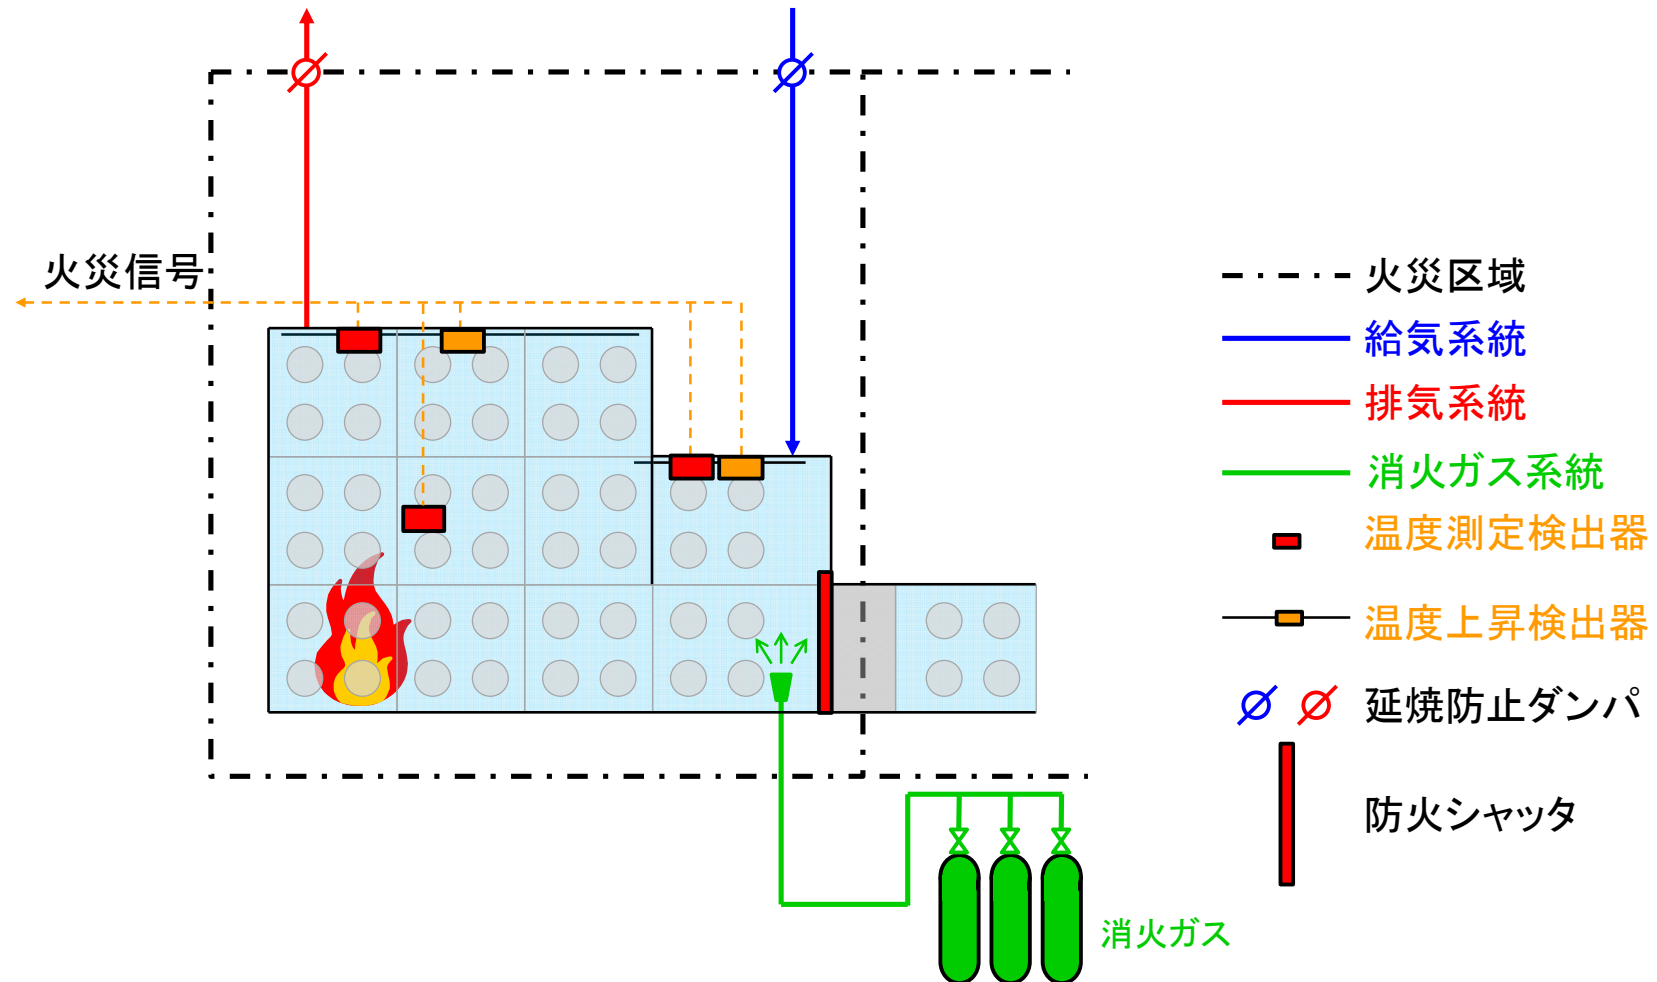 火災信号
火災区域
給気系統
排気系統
消火ガス系統
温度測定検出器
温度上昇検出器
延焼防止ダンパ
防火シャッタ
消火ガス